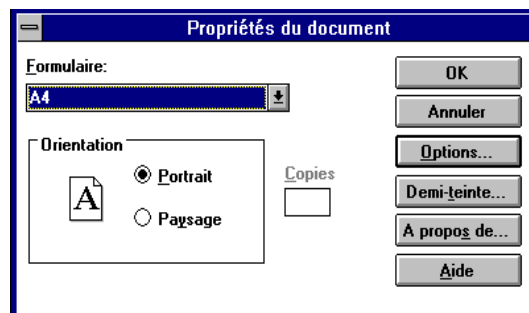 Propriétés du document
Formulaire:
A4
Orientation
A
Portrait
Paysage
Copies
OK
Annuler
Options...
Demi-teinte...
A propos de...
Aide